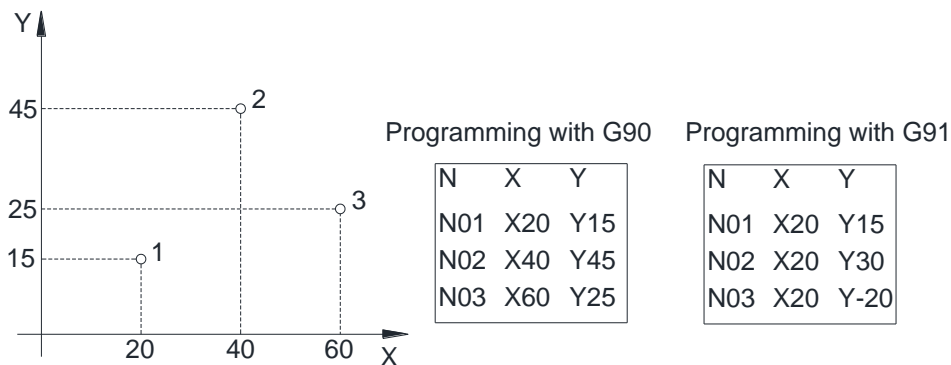 Y
45
25
15
2
3
1
20 40 60 X
Programming with G90
N X Y
N01 X20 Y15
N02 X40 Y45
N03 X60 Y25
Programming with G91
N X Y
N01 X20 Y15
N02 X20 Y30
N03 X20 Y-20